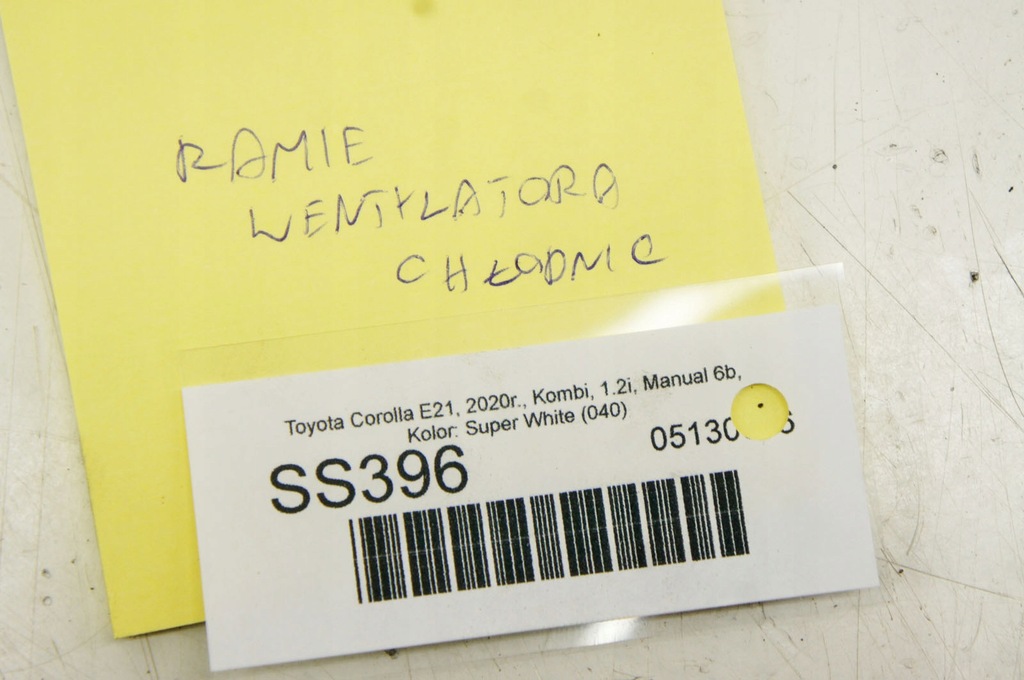 RAMIE
WENTYLATORA
CHŁODNIC
Toyota Corolla E21, 2020r., Kombi, 1.2i, Manual 6b,
Kolor: Super White (040)
SS396